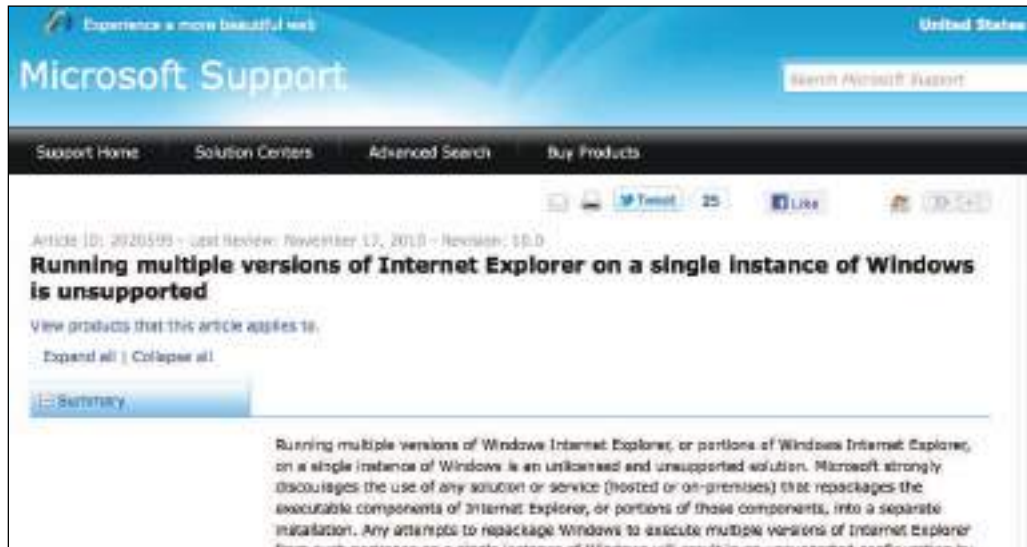 Experience a more beautiful web
United States
Microsoft Support
Search Microsoft Support
Support Home Solution Centers Advanced Search Buy Products
Tweet 25 Like
Article ID: 2020599 - Last Review: November 17, 2010 - Revision: 10.0
Running multiple versions of Internet Explorer on a single instance of Windows
is unsupported
View products that this article applies to.
Expand all | Collapse all
Summary
Running multiple versions of Windows Internet Explorer, or portions of Windows Internet Explorer,
on a single instance of Windows is an unlicensed and unsupported solution. Microsoft strongly
discourages the use of any solution or service (hosted or on-premises) that repackages the
executable components of Internet Explorer, or portions of those components, into a separate
installation. Any attempts to repackage Windows to execute multiple versions of Internet Explorer